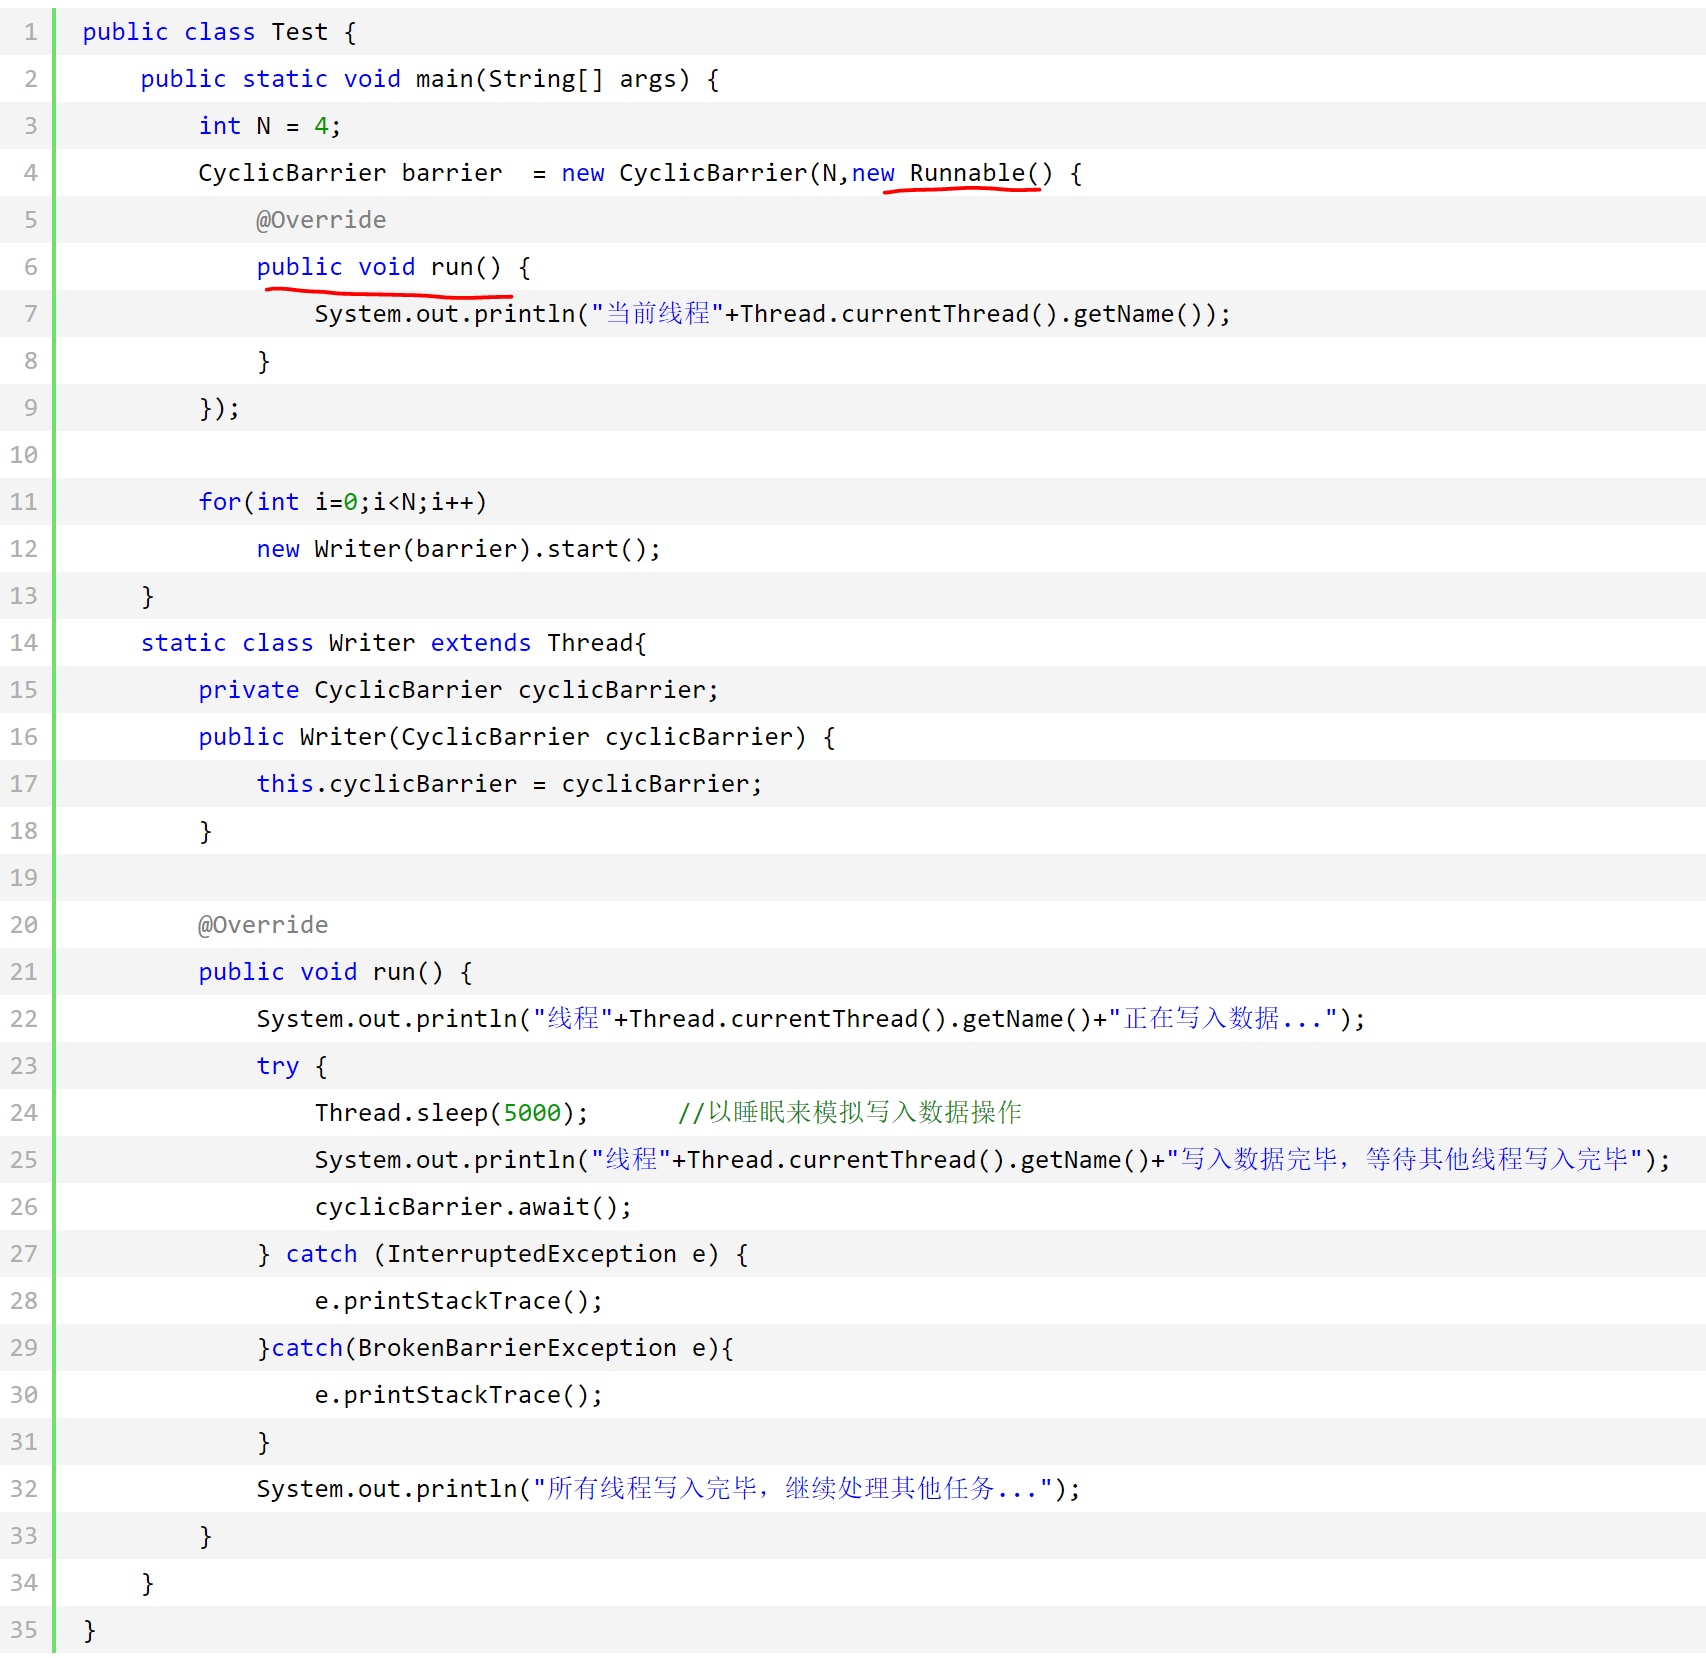 1 public class Test {
2     public static void main(String[] args) {
3         int N = 4;
4         CyclicBarrier barrier  = new CyclicBarrier(N,new Runnable() {
5             @Override
6             public void run() {
7                 System.out.println("当前线程"+Thread.currentThread().getName());
8             }
9         });
10
11         for(int i=0;i<N;i++)
12             new Writer(barrier).start();
13     }
14     static class Writer extends Thread{
15         private CyclicBarrier cyclicBarrier;
16         public Writer(CyclicBarrier cyclicBarrier) {
17             this.cyclicBarrier = cyclicBarrier;
18         }
19
20         @Override
21         public void run() {
22             System.out.println("线程"+Thread.currentThread().getName()+"正在写入数据...");
23             try {
24                 Thread.sleep(5000);      //以睡眠来模拟写入数据操作
25                 System.out.println("线程"+Thread.currentThread().getName()+"写入数据完毕，等待其他线程写入完毕");
26                 cyclicBarrier.await();
27             } catch (InterruptedException e) {
28                 e.printStackTrace();
29             }catch(BrokenBarrierException e){
30                 e.printStackTrace();
31             }
32             System.out.println("所有线程写入完毕，继续处理其他任务...");
33         }
34     }
35 }